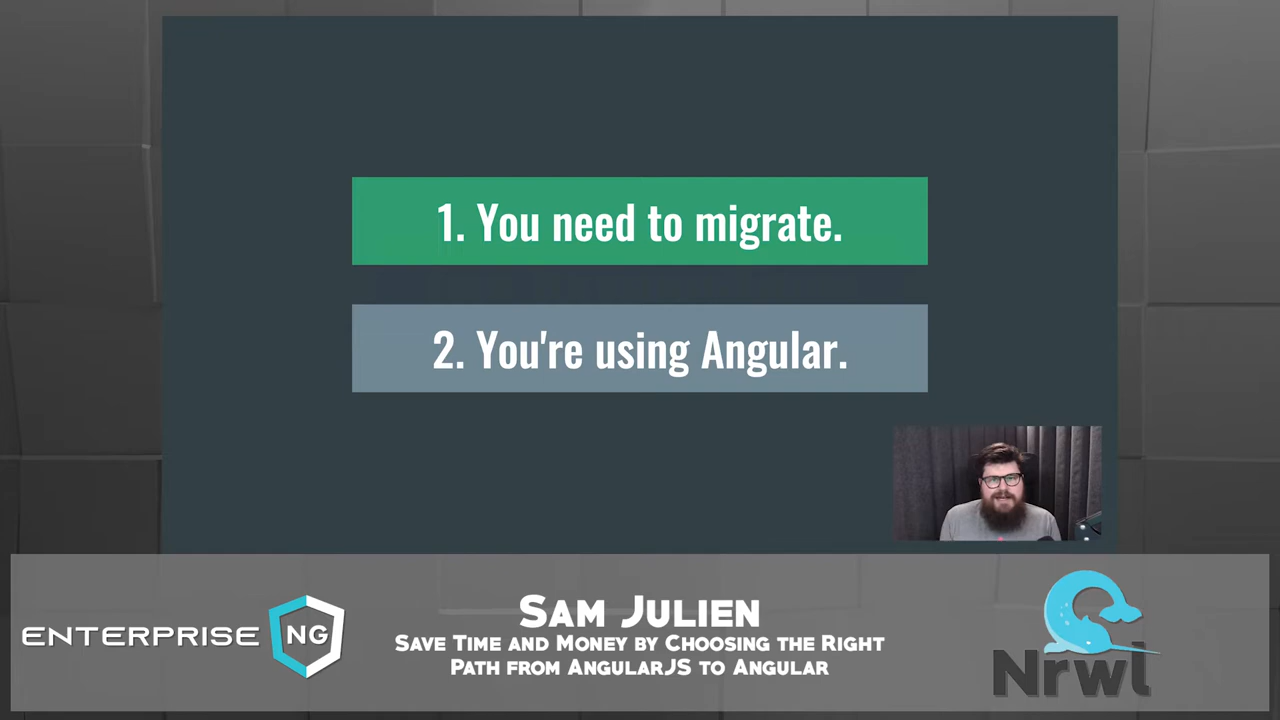 1. You need to migrate.
2. You're using Angular.
ENTERPRISE NG
SAM JULIEN
SAVE TIME AND MONEY BY CHOOSING THE RIGHT
PATH FROM ANGULARJS TO ANGULAR
Nrwl